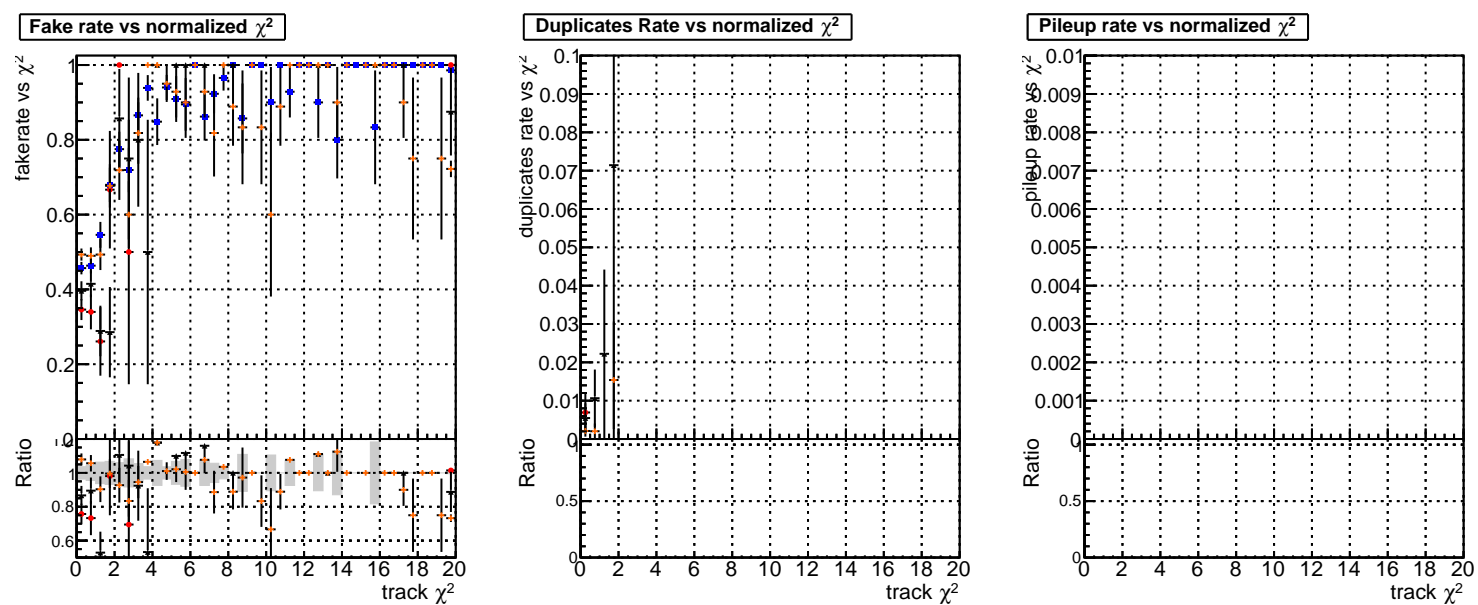 Fake rate vs normalized χ²
fakerate vs χ²
1
0.8
0.6
0.4
0.2
0
Ratio
1
0.8
0.6
0 2 4 6 8 10 12 14 16 18 20
track χ²
Duplicates Rate vs normalized χ²
duplicates rate vs χ²
0.1
0.09
0.08
0.07
0.06
0.05
0.04
0.03
0.02
0.01
0
Ratio
1
0.5
0
0 2 4 6 8 10 12 14 16 18 20
track χ²
Pileup rate vs normalized χ²
pileup rate vs χ²
0.01
0.009
0.008
0.007
0.006
0.005
0.004
0.003
0.002
0.001
0
Ratio
1
0.5
0
0 2 4 6 8 10 12 14 16 18 20
track χ²